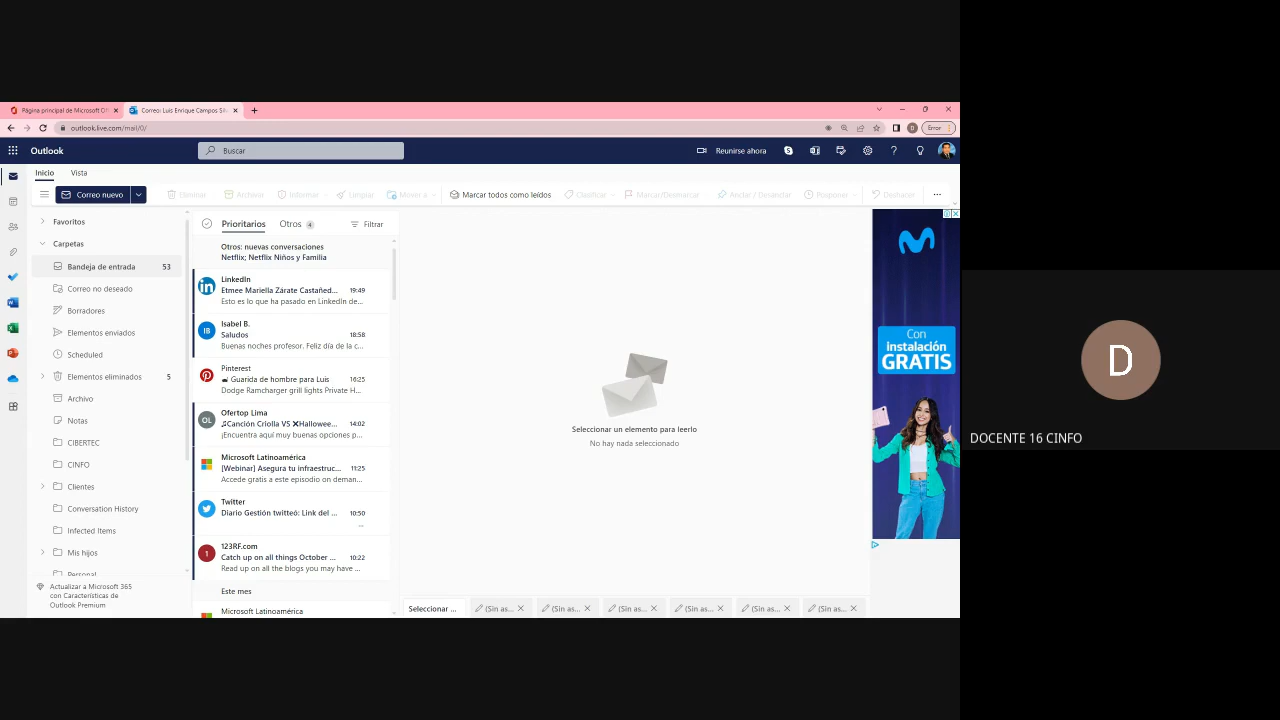 Página principal de Microsoft Of
Correo: Luis Enrique Campos Sil
outlook.live.com/mail/0/
Error
Outlook
Buscar
Reunirse ahora
Inicio
Vista
Correo nuevo
Eliminar
Archivar
Informar
Limpiar
Mover a
Marcar todos como leídos
Clasificar
Marcar/Desmarcar
Anclar / Desanclar
Posponer
Deshacer
Favoritos
Carpetas
Bandeja de entrada 53
Correo no deseado
Borradores
Elementos enviados
Scheduled
Elementos eliminados 5
Archivo
Notas
CIBERTEC
CINFO
Clientes
Conversation History
Infected Items
Mis hijos
Personal
Actualizar a Microsoft 365
con Características de
Outlook Premium
Prioritarios
Otros 4
Filtrar
Otros: nuevas conversaciones
Netflix; Netflix Niños y Familia
LinkedIn
Etmee Mariella Zárate Castañed... 19:49
Esto es lo que ha pasado en LinkedIn de...
IB
Isabel B.
Saludos 18:58
Buenas noches profesor, Feliz día de la c...
Pinterest
Guarida de hombre para Luis 16:25
Dodge Ramcharger grill lights Private H...
OL
Ofertop Lima
Canción Criolla VS ❌Hallowee... 14:02
¡Encuentra aquí muy buenas opciones p...
Microsoft Latinoamérica
[Webinar] Asegura tu infraestruc... 11:25
Accede gratis a este episodio on deman...
Twitter
Diario Gestión twitteó: Link del ... 10:50
...
1
123RF.com
Catch up on all things October ... 10:22
Read up on all the blogs you may have ...
Este mes
Microsoft Latinoamérica
Seleccionar un elemento para leerlo
No hay nada seleccionado
Seleccionar ...
(Sin as...
(Sin as...
(Sin as...
(Sin as...
(Sin as...
(Sin as...
Con
instalación
GRATIS
D
DOCENTE 16 CINFO